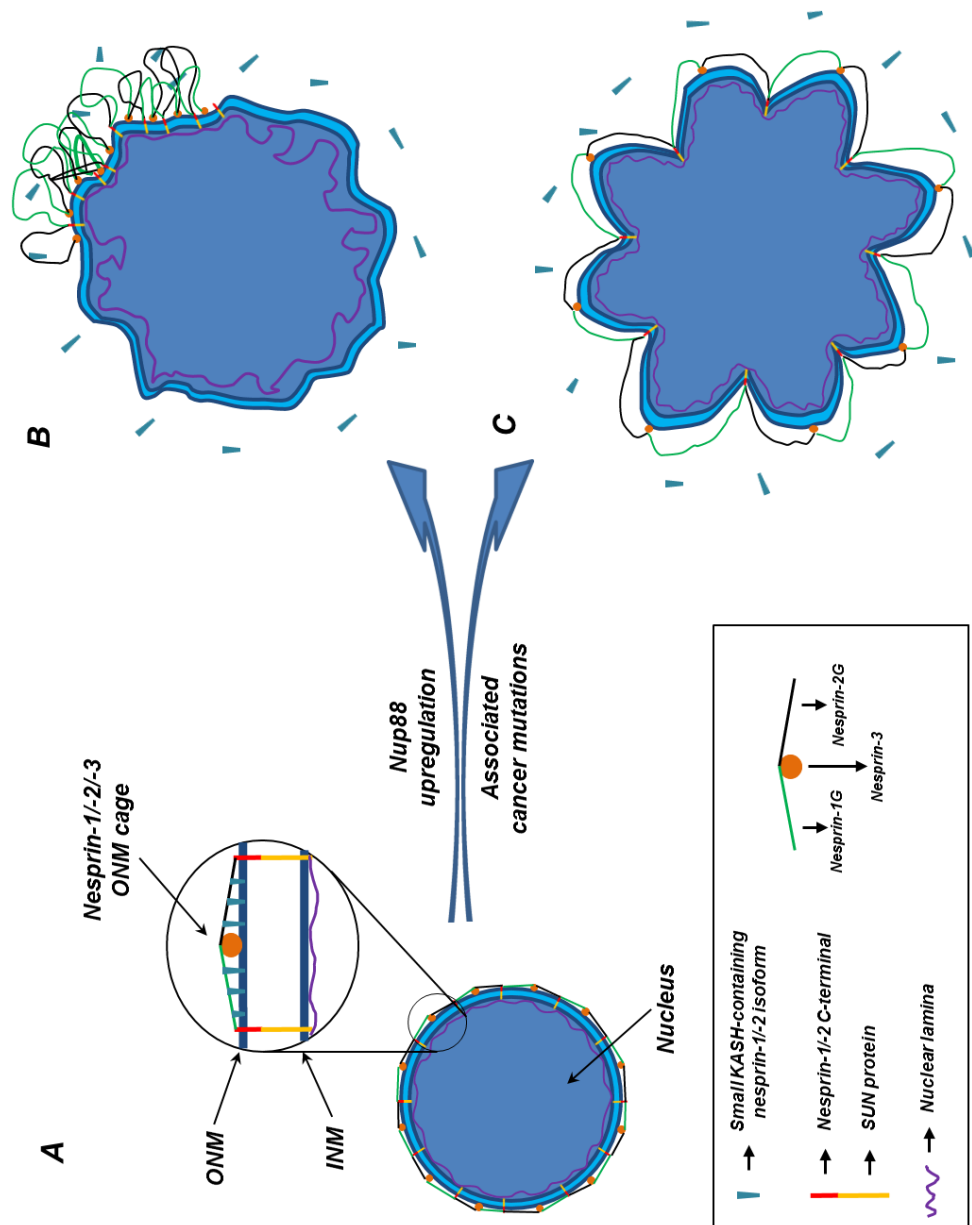 A
Nesprin-1/-2/-3
ONM cage
ONM
INM
Nucleus
Nup88
upregulation
Associated
cancer mutations
B
C
Small KASH-containing
nesprin-1/-2 isoform
Nesprin-1/-2 C-terminal
SUN protein
Nuclear lamina
Nesprin-1G
Nesprin-3
Nesprin-2G